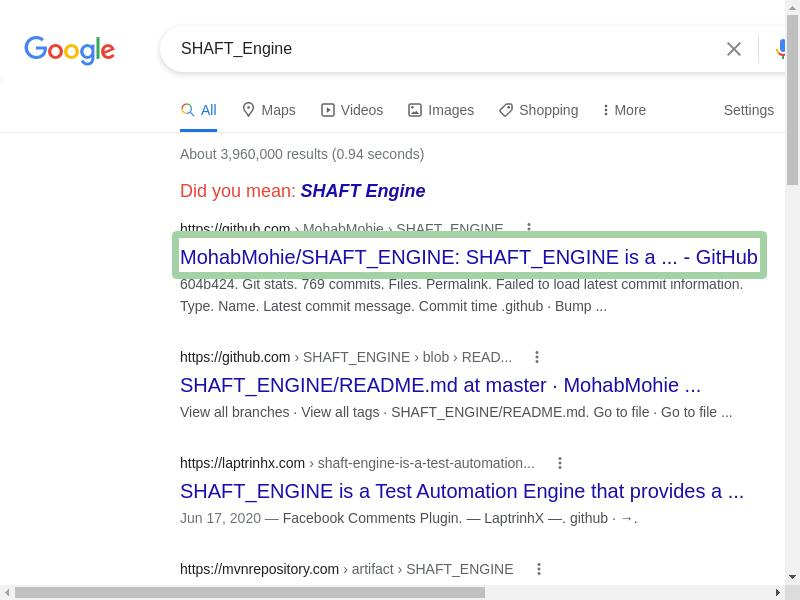 Google
SHAFT_Engine
All Maps Videos Images Shopping More Settings
About 3,960,000 results (0.94 seconds)
Did you mean: SHAFT Engine
https://github.com › MohabMohie › SHAFT_ENGINE
MohabMohie/SHAFT_ENGINE: SHAFT_ENGINE is a ... - GitHub
604b424. Git stats. 769 commits. Files. Permalink. Failed to load latest commit information.
Type. Name. Latest commit message. Commit time .github · Bump ...
https://github.com › SHAFT_ENGINE › blob › READ...
SHAFT_ENGINE/README.md at master · MohabMohie ...
View all branches · View all tags · SHAFT_ENGINE/README.md. Go to file · Go to file ...
https://laptrinhx.com › shaft-engine-is-a-test-automation...
SHAFT_ENGINE is a Test Automation Engine that provides a ...
Jun 17, 2020 — Facebook Comments Plugin. — LaptrinhX —. github · →.
https://mvnrepository.com › artifact › SHAFT_ENGINE